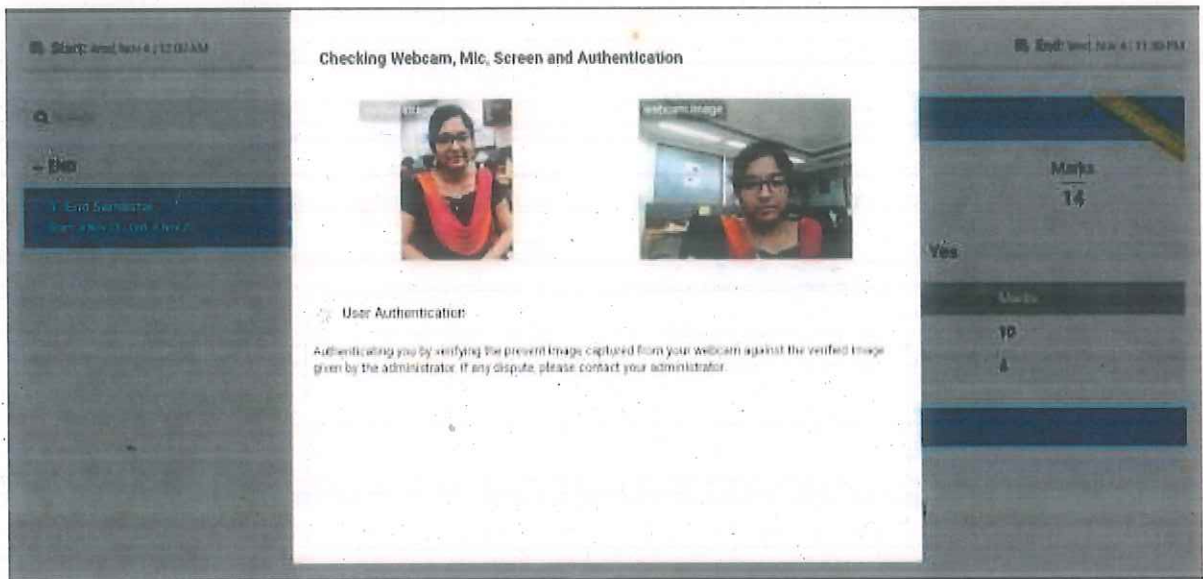 Start: Wed, Nov 4 | 12:00 AM
End: Wed, Nov 4 | 11:30 PM
Checking Webcam, Mic, Screen and Authentication
webcam image
END
Marks
14
1. End Semester
Yes
Marks
10
4
User Authentication
Authenticating you by verifying the present image captured from your webcam against the verified image
given by the administrator. If any dispute, please contact your administrator.